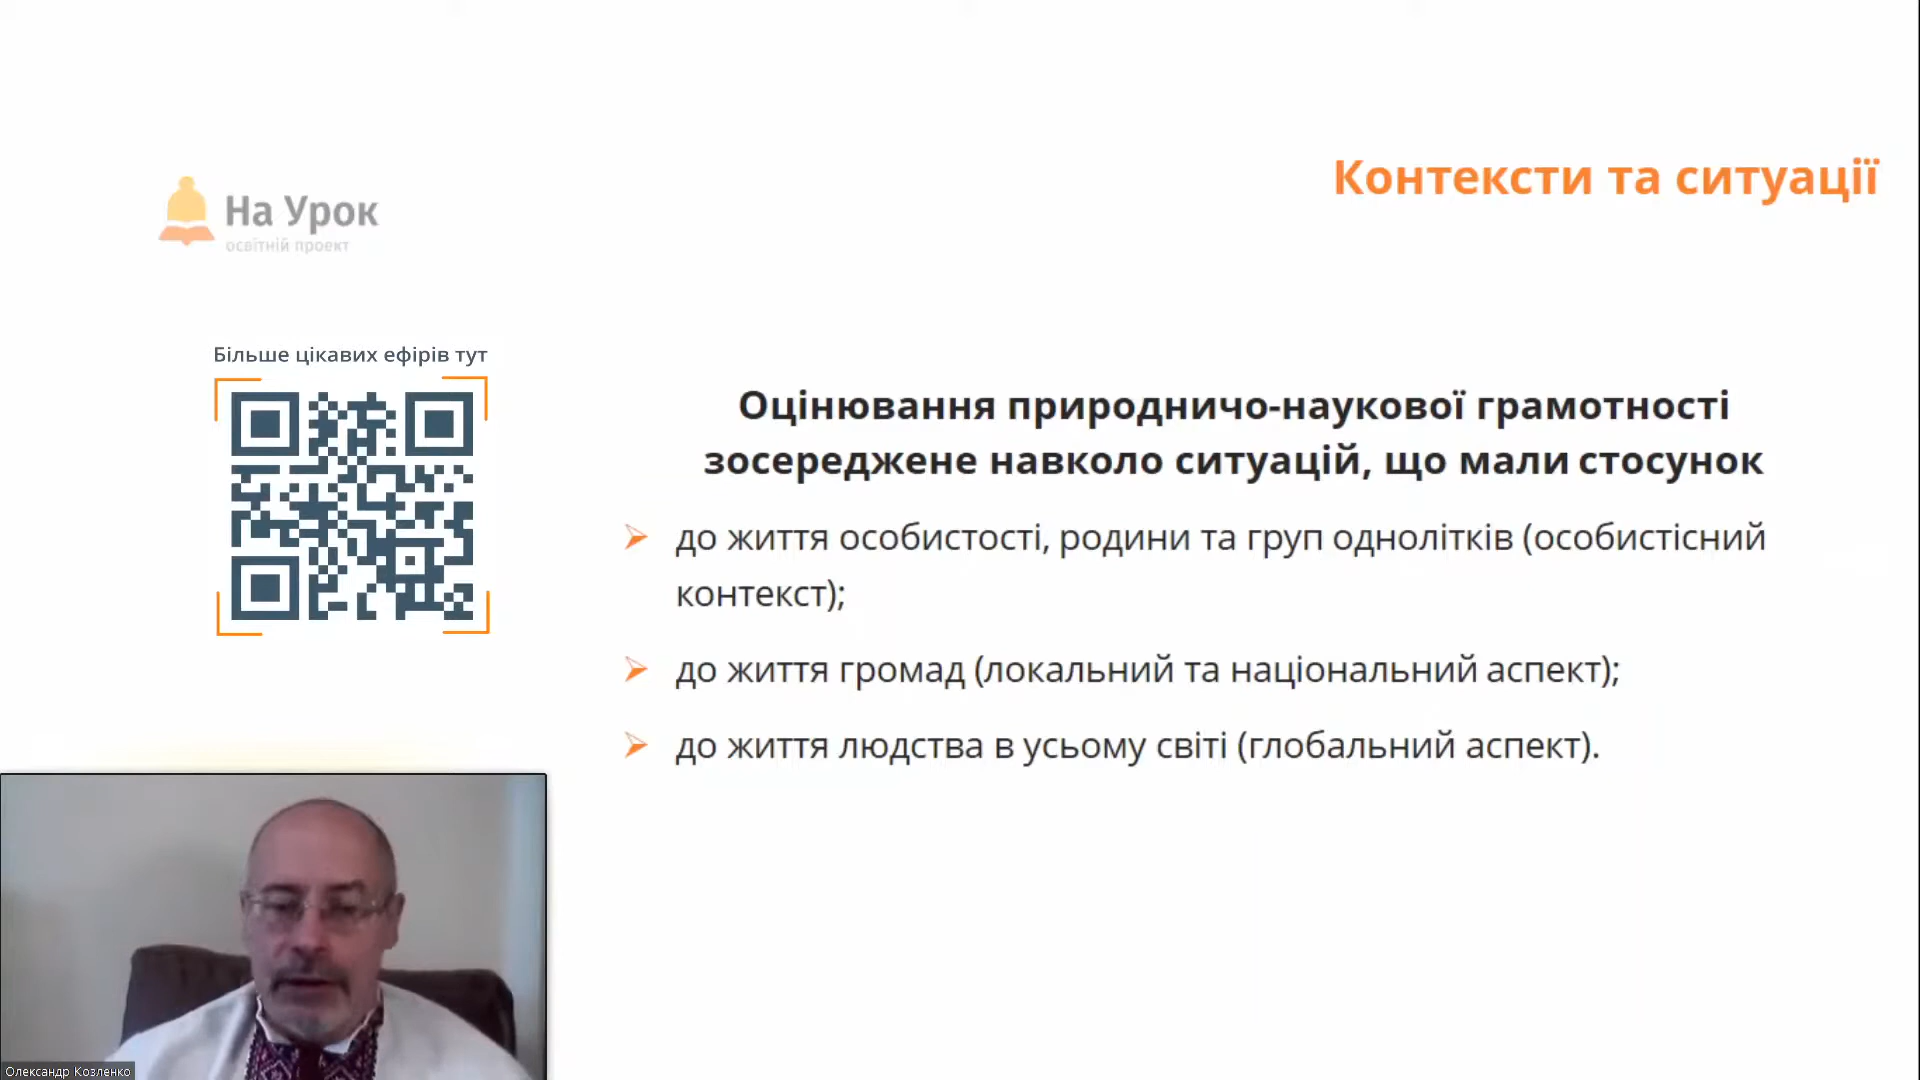 Контексти та ситуації
На Урок
освітній проект
Більше цікавих ефірів тут
Оцінювання природничо-наукової грамотності
зосереджене навколо ситуацій, що мали стосунок
до життя особистості, родини та груп однолітків (особистісний
контекст);
до життя громад (локальний та національний аспект);
до життя людства в усьому світі (глобальний аспект).
Олександр Козленко